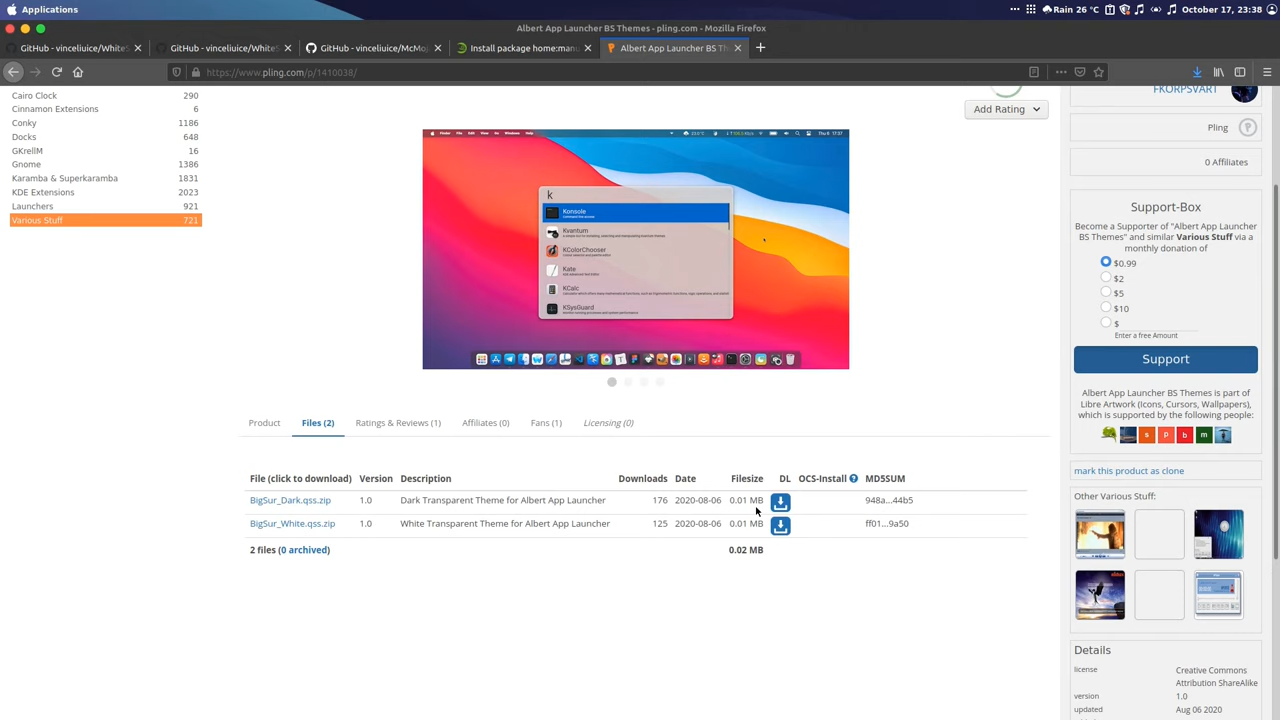 Applications
Rain 26 °C
October 17, 23:38
Albert App Launcher BS Themes - pling.com - Mozilla Firefox
GitHub - vinceliuice/WhiteS
GitHub - vinceliuice/WhiteS
GitHub - vinceliuice/McMoj
Install package home:manu
Albert App Launcher BS Th
https://www.pling.com/p/1410038/
Cairo Clock 290
Cinnamon Extensions 6
Conky 1186
Docks 648
GKrellM 16
Gnome 1386
Karamba & Superkaramba 1831
KDE Extensions 2023
Launchers 921
Various Stuff 721
Add Rating
k
Konsole
Kvantum
KColorChooser
Kate
KCalc
KSysGuard
Product
Files (2)
Ratings & Reviews (1)
Affiliates (0)
Fans (1)
Licensing (0)
File (click to download) Version Description Downloads Date Filesize DL OCS-Install ? MD5SUM
BigSur_Dark.qss.zip 1.0 Dark Transparent Theme for Albert App Launcher 176 2020-08-06 0.01 MB 948a...44b5
BigSur_White.qss.zip 1.0 White Transparent Theme for Albert App Launcher 125 2020-08-06 0.01 MB ff01...9a50
2 files (0 archived) 0.02 MB
FKORPSVART
Pling
0 Affiliates
Support-Box
Become a Supporter of "Albert App Launcher
BS Themes" and similar Various Stuff via a
monthly donation of
$0.99
$2
$5
$10
$
Enter a free Amount
Support
Albert App Launcher BS Themes is part of
Libre Artwork (Icons, Cursors, Wallpapers),
which is supported by the following people:
mark this product as clone
Other Various Stuff:
Details
license Creative Commons
Attribution ShareAlike
version 1.0
updated Aug 06 2020